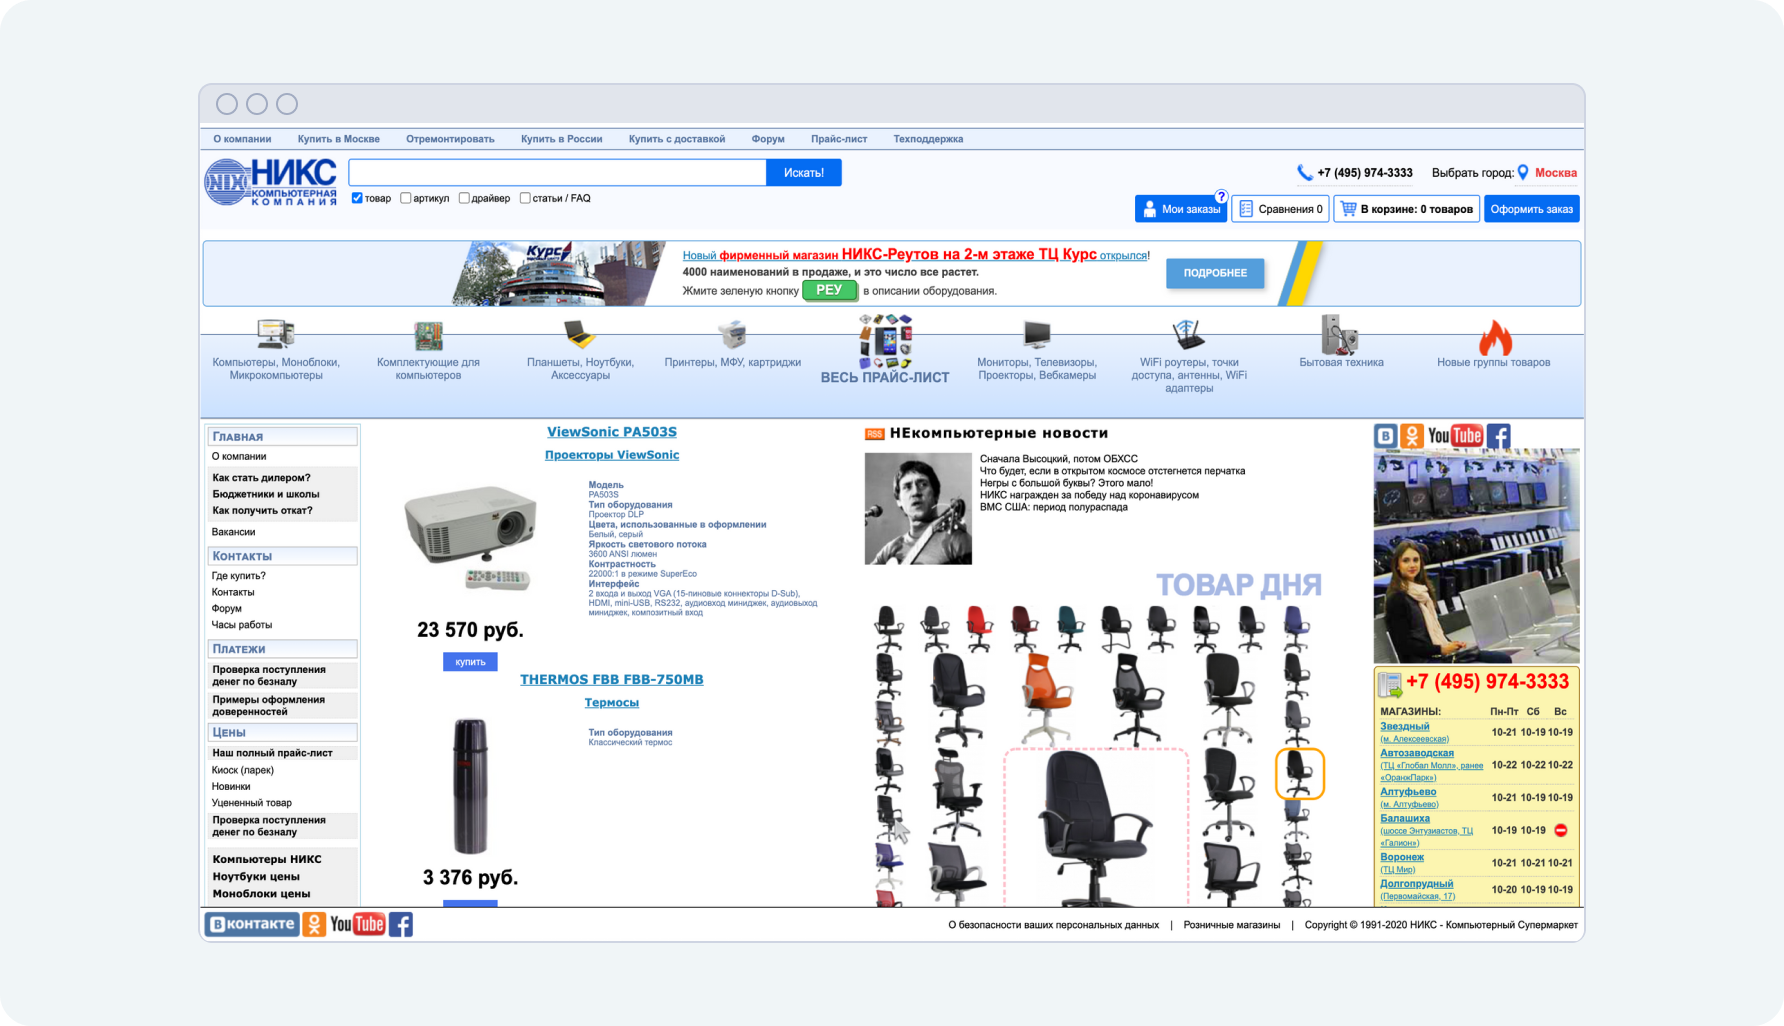 О компании
Купить в Москве
Отремонтировать
Купить в России
Купить с доставкой
Форум
Прайс-лист
Техподдержка
NIX НИКС
КОМПЬЮТЕРНАЯ
КОМПАНИЯ
Искать!
товар
артикул
драйвер
статьи / FAQ
+7 (495) 974-3333
Выбрать город:
Москва
Мои заказы
?
Сравнения 0
В корзине: 0 товаров
Оформить заказ
Курс
Новый фирменный магазин НИКС-Реутов на 2-м этаже ТЦ Курс открылся!
4000 наименований в продаже, и это число все растет.
Жмите зеленую кнопку РЕУ в описании оборудования.
ПОДРОБНЕЕ
Компьютеры, Моноблоки,
Микрокомпьютеры
Комплектующие для
компьютеров
Планшеты, Ноутбуки,
Аксессуары
Принтеры, МФУ, картриджи
ВЕСЬ ПРАЙС-ЛИСТ
Мониторы, Телевизоры,
Проекторы, Вебкамеры
WiFi роутеры, точки
доступа, антенны, WiFi
адаптеры
Бытовая техника
Новые группы товаров
Главная
О компании
Как стать дилером?
Бюджетники и школы
Как получить откат?
Вакансии
Контакты
Где купить?
Контакты
Форум
Часы работы
Платежи
Проверка поступления
денег по безналу
Примеры оформления
доверенностей
Цены
Наш полный прайс-лист
Киоск (ларек)
Новинки
Уцененный товар
Проверка поступления
денег по безналу
Компьютеры НИКС
Ноутбуки цены
Моноблоки цены
ViewSonic PA503S
Проекторы ViewSonic
Модель
PA503S
Тип оборудования
Проектор DLP
Цвета, использованные в оформлении
Белый, серый
Яркость светового потока
3600 ANSI люмен
Контрастность
22000:1 в режиме SuperEco
Интерфейс
2 входа и выход VGA (15-пиновые коннекторы D-Sub),
HDMI, mini-USB, RS232, аудиовход миниджек, аудиовыход
миниджек, композитный вход
23 570 руб.
купить
THERMOS FBB FBB-750MB
Термосы
Тип оборудования
Классический термос
3 376 руб.
RSS НЕкомпьютерные новости
Сначала Высоцкий, потом ОБХСС
Что будет, если в открытом космосе отстегнется перчатка
Негры с большой буквы? Этого мало!
НИКС награжден за победу над коронавирусом
ВМС США: период полураспада
ТОВАР ДНЯ
YouTube
+7 (495) 974-3333
МАГАЗИНЫ: Пн-Пт Сб Вс
Звездный
(м. Алексеевская)
10-21 10-19 10-19
Автозаводская
(ТЦ «Глобал Молл», ранее
«ОранжПарк»)
10-22 10-22 10-22
Алтуфьево
(м. Алтуфьево)
10-21 10-19 10-19
Балашиха
(шоссе Энтузиастов, ТЦ
«Галион»)
10-19 10-19
Воронеж
(ТЦ Мир)
10-21 10-21 10-21
Долгопрудный
(Первомайская, 17)
10-20 10-19 10-19
Вконтакте
YouTube
О безопасности ваших персональных данных | Розничные магазины | Copyright © 1991-2020 НИКС - Компьютерный Супермаркет